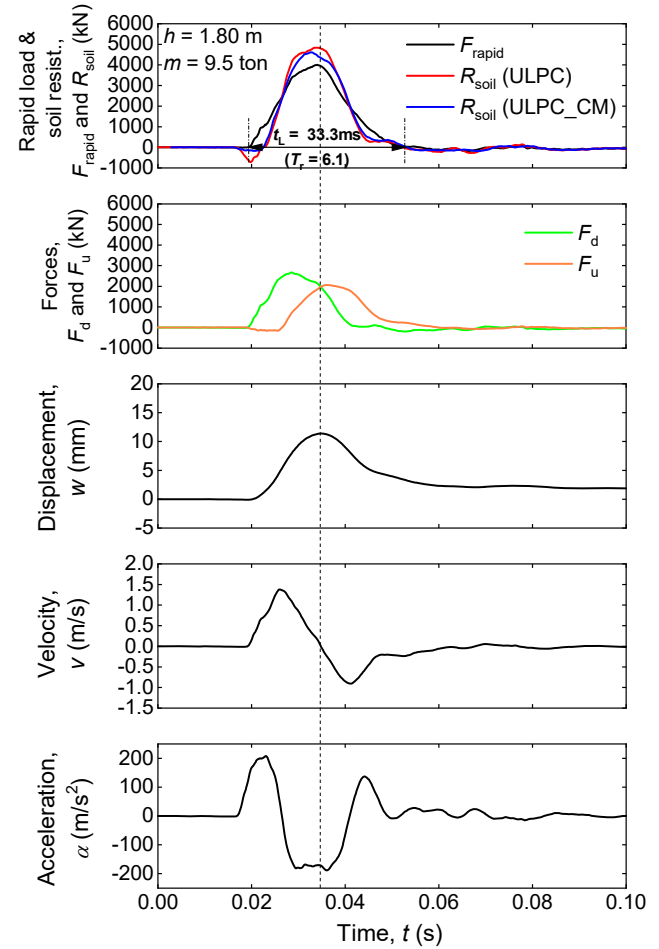 Rapid load &
soil resist.,
F_rapid and R_soil (kN)
6000
5000
4000
3000
2000
1000
0
-1000
h = 1.80 m
m = 9.5 ton
F_rapid
R_soil (ULPC)
R_soil (ULPC_CM)
t_L = 33.3ms
(T_r = 6.1)
Forces,
F_d and F_u (kN)
6000
5000
4000
3000
2000
1000
0
-1000
F_d
F_u
Displacement,
w (mm)
20
15
10
5
0
-5
Velocity,
v (m/s)
2.0
1.5
1.0
0.5
0.0
-0.5
-1.0
-1.5
Acceleration,
α (m/s²)
200
100
0
-100
-200
0.00 0.02 0.04 0.06 0.08 0.10
Time, t (s)